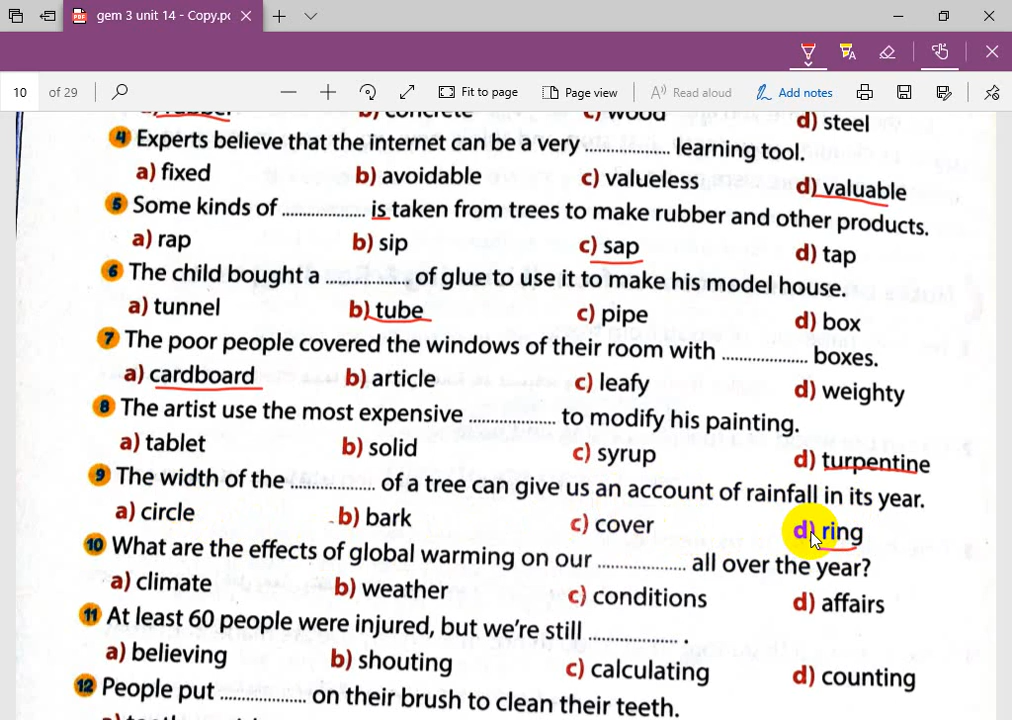 gem 3 unit 14 - Copy.pc
10 of 29 Fit to page Page view Read aloud Add notes
b) concrete c) wood d) steel
4 Experts believe that the internet can be a very .................. learning tool.
a) fixed b) avoidable c) valueless d) valuable
5 Some kinds of .................. is taken from trees to make rubber and other products.
a) rap b) sip c) sap d) tap
6 The child bought a .................. of glue to use it to make his model house.
a) tunnel b) tube c) pipe d) box
7 The poor people covered the windows of their room with .................. boxes.
a) cardboard b) article c) leafy d) weighty
8 The artist use the most expensive .................. to modify his painting.
a) tablet b) solid c) syrup d) turpentine
9 The width of the .................. of a tree can give us an account of rainfall in its year.
a) circle b) bark c) cover d) ring
10 What are the effects of global warming on our .................. all over the year?
a) climate b) weather c) conditions d) affairs
11 At least 60 people were injured, but we're still .................. .
a) believing b) shouting c) calculating d) counting
12 People put .................. on their brush to clean their teeth.